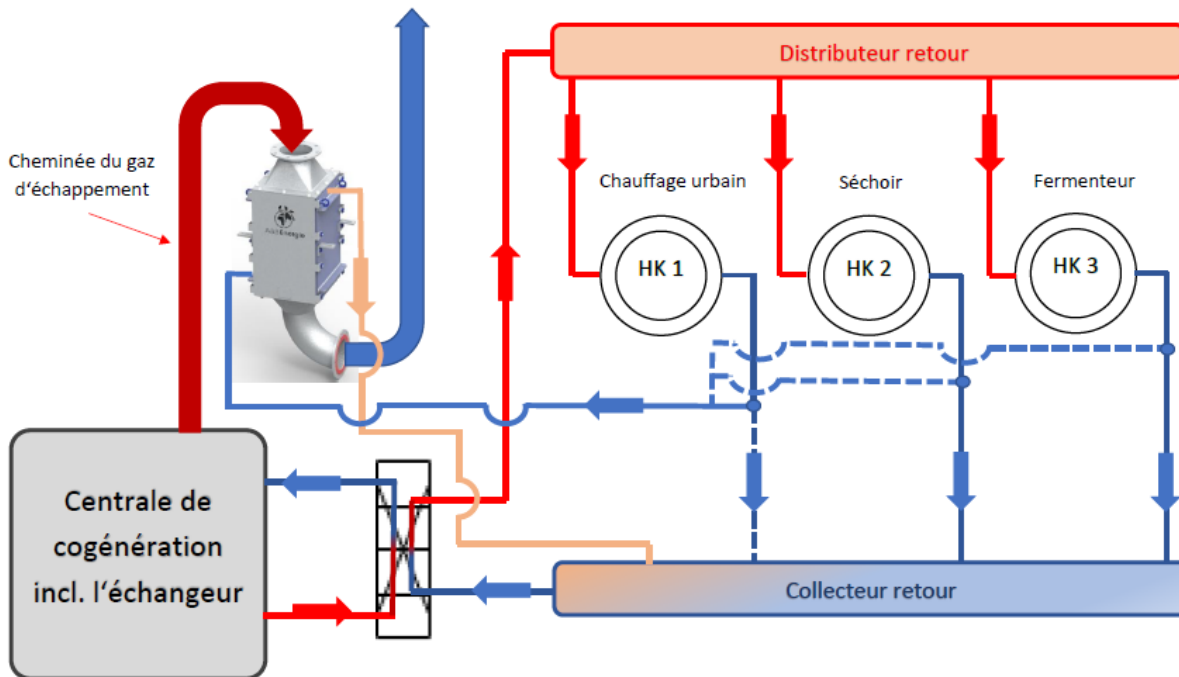 Distributeur retour
Cheminée du gaz
d'échappement
Chauffage urbain
Séchoir
Fermenteur
HK 1
HK 2
HK 3
Centrale de
cogénération
incl. l'échangeur
Collecteur retour